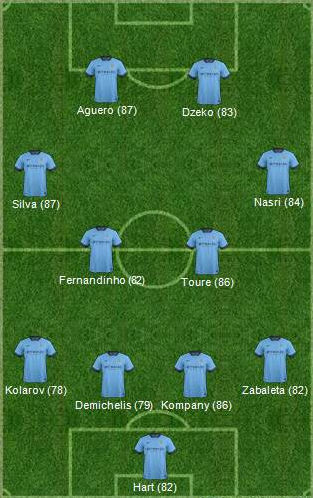 Aguero (87)
Dzeko (83)
Silva (87)
Nasri (84)
Fernandinho (82)
Toure (86)
Kolarov (78)
Demichelis (79)
Kompany (86)
Zabaleta (82)
Hart (82)